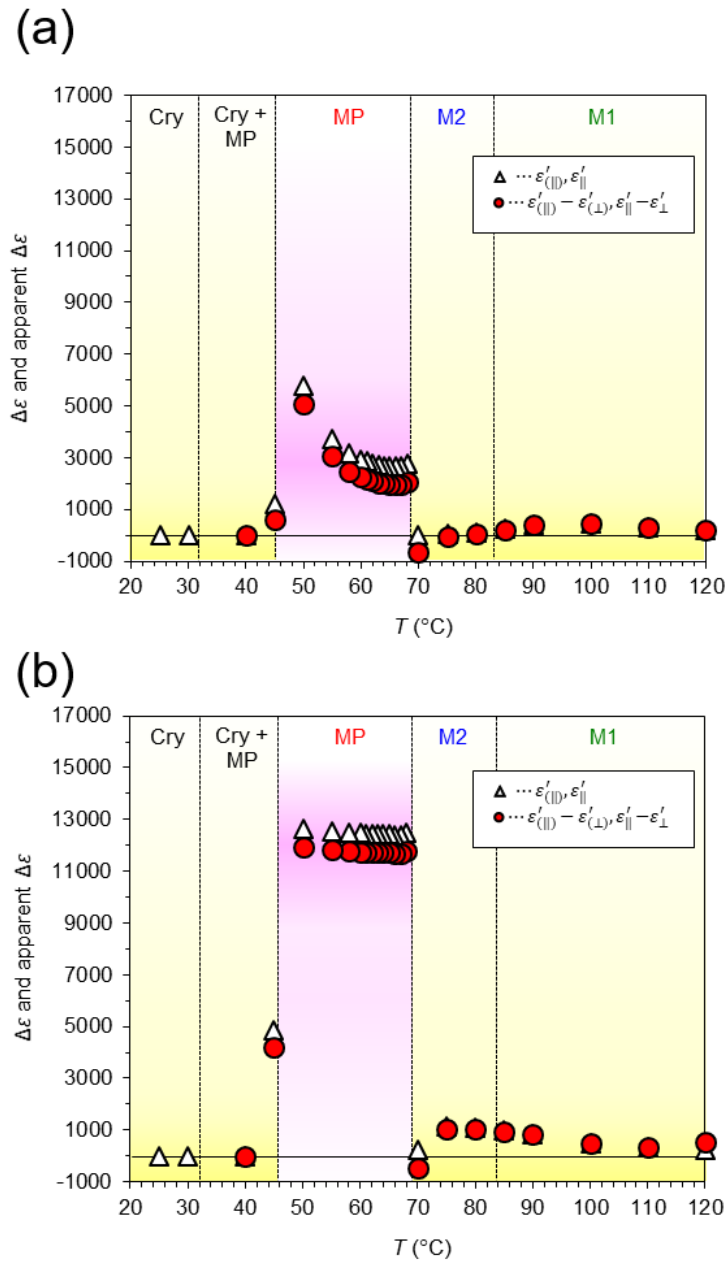 (a)
17000
15000
13000
11000
9000
7000
5000
3000
1000
-1000
Δε and apparent Δε
Cry
Cry +
MP
MP
M2
M1
⋯ ε′(∥), ε′∥
⋯ ε′(∥) − ε′(⊥), ε′∥ − ε′⊥
20 30 40 50 60 70 80 90 100 110 120
T (°C)
(b)
17000
15000
13000
11000
9000
7000
5000
3000
1000
-1000
Δε and apparent Δε
Cry
Cry +
MP
MP
M2
M1
⋯ ε′(∥), ε′∥
⋯ ε′(∥) − ε′(⊥), ε′∥ − ε′⊥
20 30 40 50 60 70 80 90 100 110 120
T (°C)